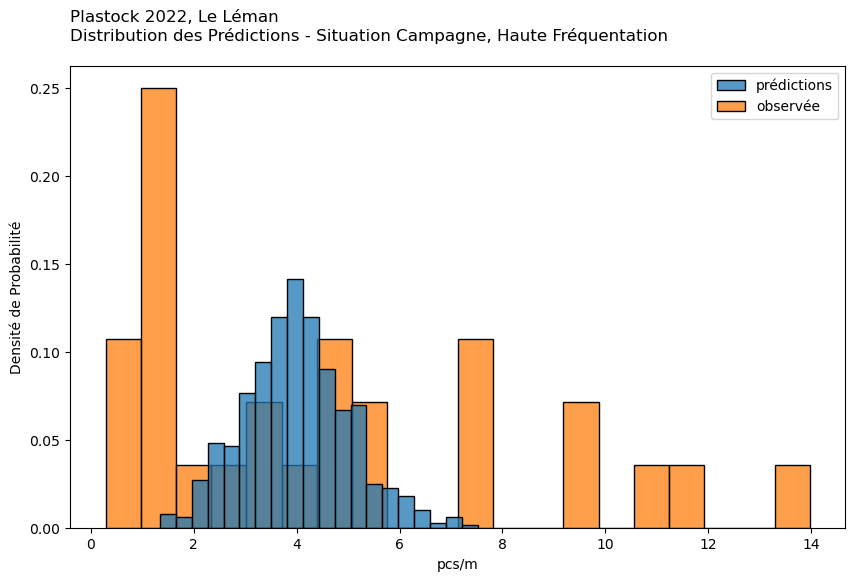 Plastock 2022, Le Léman
Distribution des Prédictions - Situation Campagne, Haute Fréquentation
prédictions
observée
Densité de Probabilité
0.25
0.20
0.15
0.10
0.05
0.00
0 2 4 6 8 10 12 14
pcs/m